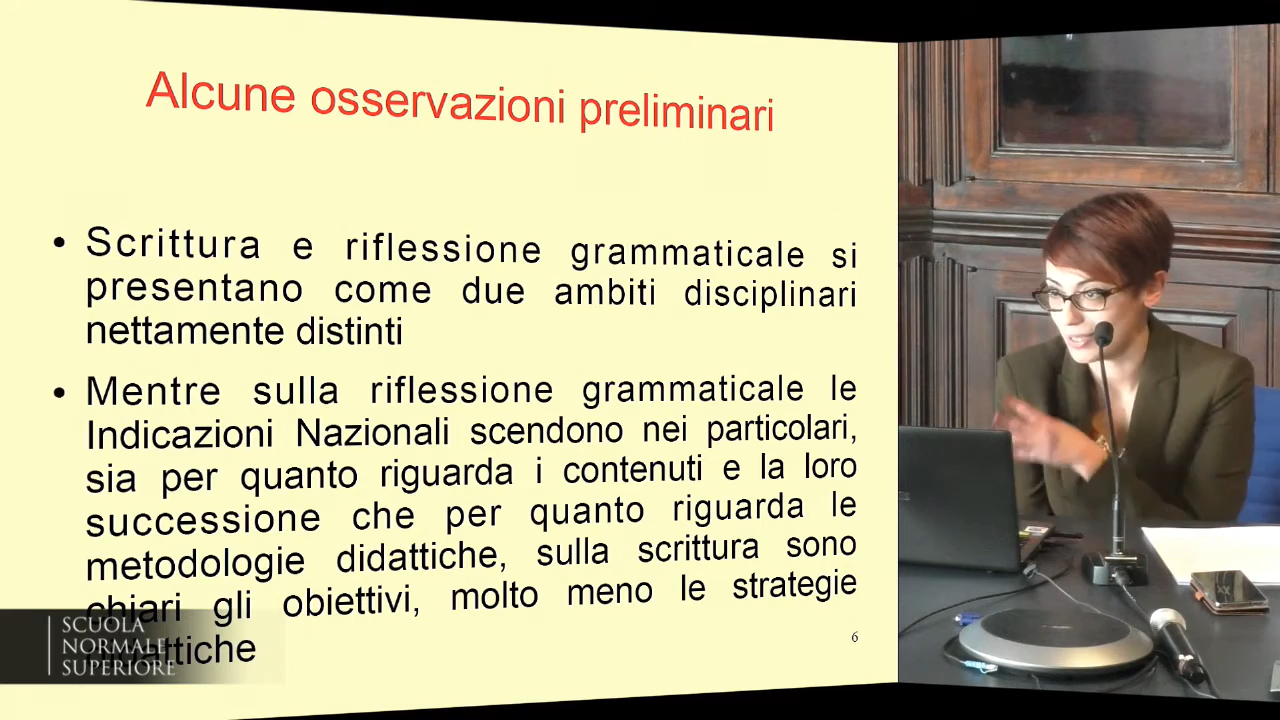 Alcune osservazioni preliminari
• Scrittura e riflessione grammaticale si
presentano come due ambiti disciplinari
nettamente distinti
• Mentre sulla riflessione grammaticale le
Indicazioni Nazionali scendono nei particolari,
sia per quanto riguarda i contenuti e la loro
successione che per quanto riguarda le
metodologie didattiche, sulla scrittura sono
chiari gli obiettivi, molto meno le strategie
didattiche
6
SCUOLA
NORMALE
SUPERIORE